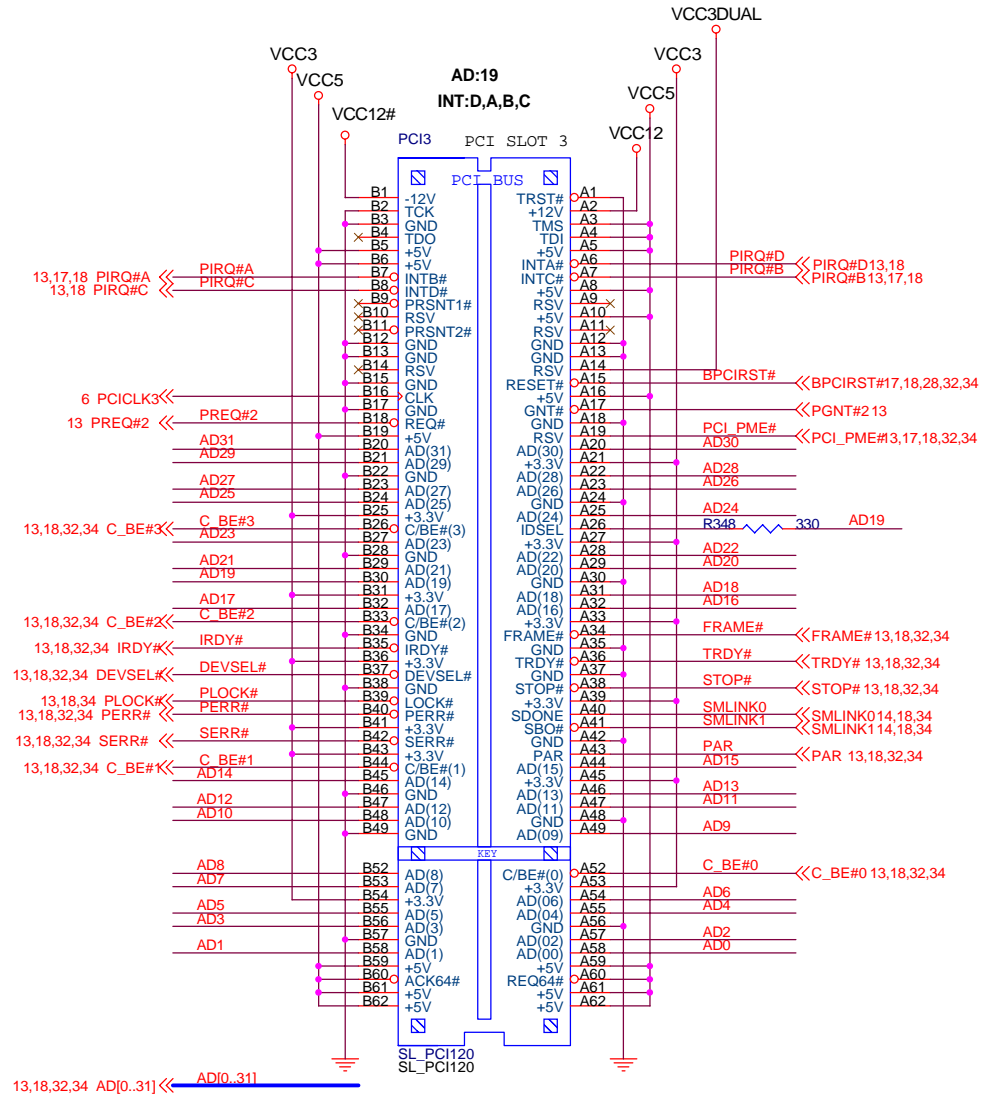 VCC3DUAL
VCC3 VCC3
VCC5 AD:19 VCC5
INT:D,A,B,C
VCC12# VCC12
PCI3 PCI SLOT 3
PCI BUS
B1 -12V TRST# A1
B2 TCK +12V A2
B3 GND TMS A3
B4 TDO TDI A4
B5 +5V +5V A5
B6 +5V INTA# A6 PIRQ#D PIRQ#D13,18
13,17,18 PIRQ#A PIRQ#A B7 INTB# INTC# A7 PIRQ#B PIRQ#B13,17,18
13,18 PIRQ#C PIRQ#C B8 INTD# +5V A8
B9 PRSNT1# RSV A9
B10 RSV +5V A10
B11 PRSNT2# RSV A11
B12 GND GND A12
B13 GND GND A13
B14 RSV RSV A14
B15 GND RESET# A15 BPCIRST# BPCIRST#17,18,28,32,34
6 PCICLK3 B16 CLK +5V A16
B17 GND GNT# A17 PGNT#213
13 PREQ#2 PREQ#2 B18 REQ# GND A18
B19 +5V RSV A19 PCI_PME# PCI_PME#13,17,18,32,34
AD31 B20 AD(31) AD(30) A20 AD30
AD29 B21 AD(29) +3.3V A21
B22 GND AD(28) A22 AD28
AD27 B23 AD(27) AD(26) A23 AD26
AD25 B24 AD(25) GND A24
B25 +3.3V AD(24) A25 AD24
13,18,32,34 C_BE#3 C_BE#3 B26 C/BE#(3) IDSEL A26 R348 330 AD19
AD23 B27 AD(23) +3.3V A27
B28 GND AD(22) A28 AD22
AD21 B29 AD(21) AD(20) A29 AD20
AD19 B30 AD(19) GND A30
B31 +3.3V AD(18) A31 AD18
AD17 B32 AD(17) AD(16) A32 AD16
13,18,32,34 C_BE#2 C_BE#2 B33 C/BE#(2) +3.3V A33
B34 GND FRAME# A34 FRAME# FRAME# 13,18,32,34
13,18,32,34 IRDY# IRDY# B35 IRDY# GND A35
B36 +3.3V TRDY# A36 TRDY# TRDY# 13,18,32,34
13,18,32,34 DEVSEL# DEVSEL# B37 DEVSEL# GND A37
B38 GND STOP# A38 STOP# STOP# 13,18,32,34
13,18,34 PLOCK# PLOCK# B39 LOCK# +3.3V A39
13,18,32,34 PERR# PERR# B40 PERR# SDONE A40 SMLINK0 SMLINK014,18,34
B41 +3.3V SBO# A41 SMLINK1 SMLINK114,18,34
13,18,32,34 SERR# SERR# B42 SERR# GND A42
B43 +3.3V PAR A43 PAR PAR 13,18,32,34
13,18,32,34 C_BE#1 C_BE#1 B44 C/BE#(1) AD(15) A44 AD15
AD14 B45 AD(14) +3.3V A45
B46 GND AD(13) A46 AD13
AD12 B47 AD(12) AD(11) A47 AD11
AD10 B48 AD(10) GND A48
B49 GND AD(09) A49 AD9
KEY
AD8 B52 AD(8) C/BE#(0) A52 C_BE#0 C_BE#0 13,18,32,34
AD7 B53 AD(7) +3.3V A53
B54 +3.3V AD(06) A54 AD6
AD5 B55 AD(5) AD(04) A55 AD4
AD3 B56 AD(3) GND A56
B57 GND AD(02) A57 AD2
AD1 B58 AD(1) AD(00) A58 AD0
B59 +5V +5V A59
B60 ACK64# REQ64# A60
B61 +5V +5V A61
B62 +5V +5V A62
SL_PCI120
SL_PCI120
13,18,32,34 AD[0..31] AD[0..31]